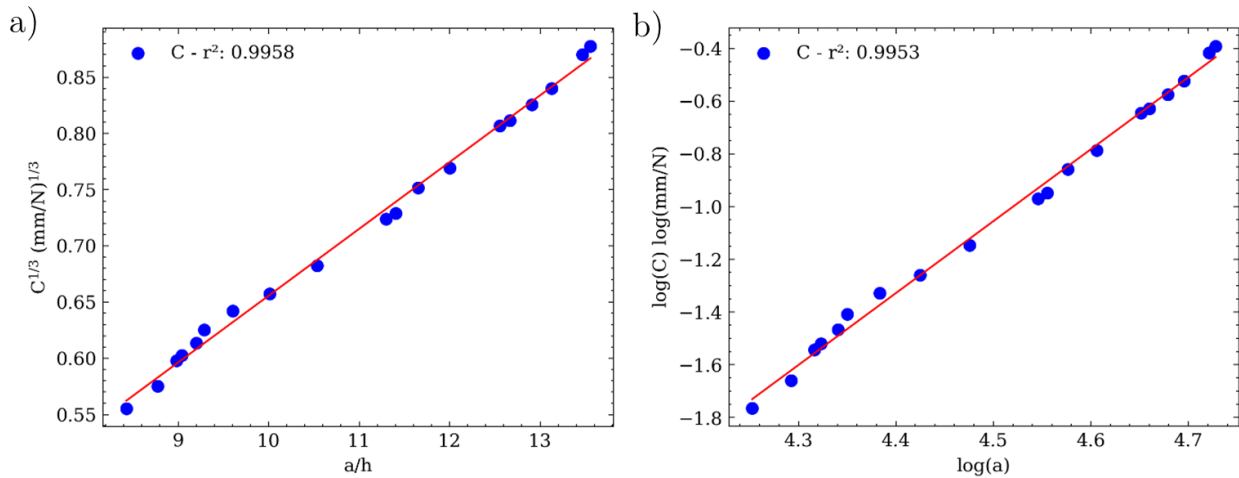 a)
C - r²: 0.9958
0.85
0.80
0.75
0.70
0.65
0.60
0.55
C^{1/3} (mm/N)^{1/3}
9 10 11 12 13
a/h
b)
C - r²: 0.9953
−0.4
−0.6
−0.8
−1.0
−1.2
−1.4
−1.6
−1.8
log(C) log(mm/N)
4.3 4.4 4.5 4.6 4.7
log(a)